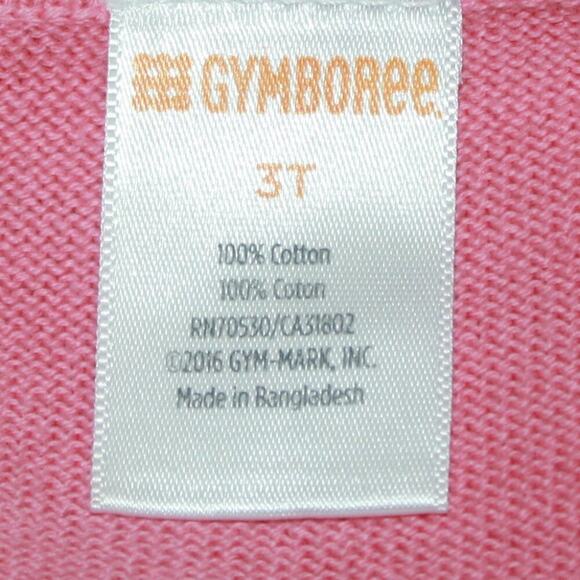 GYMBOREE
3T
100% Cotton
100% Coton
RN70530/CA31802
©2016 GYM-MARK, INC.
Made in Bangladesh